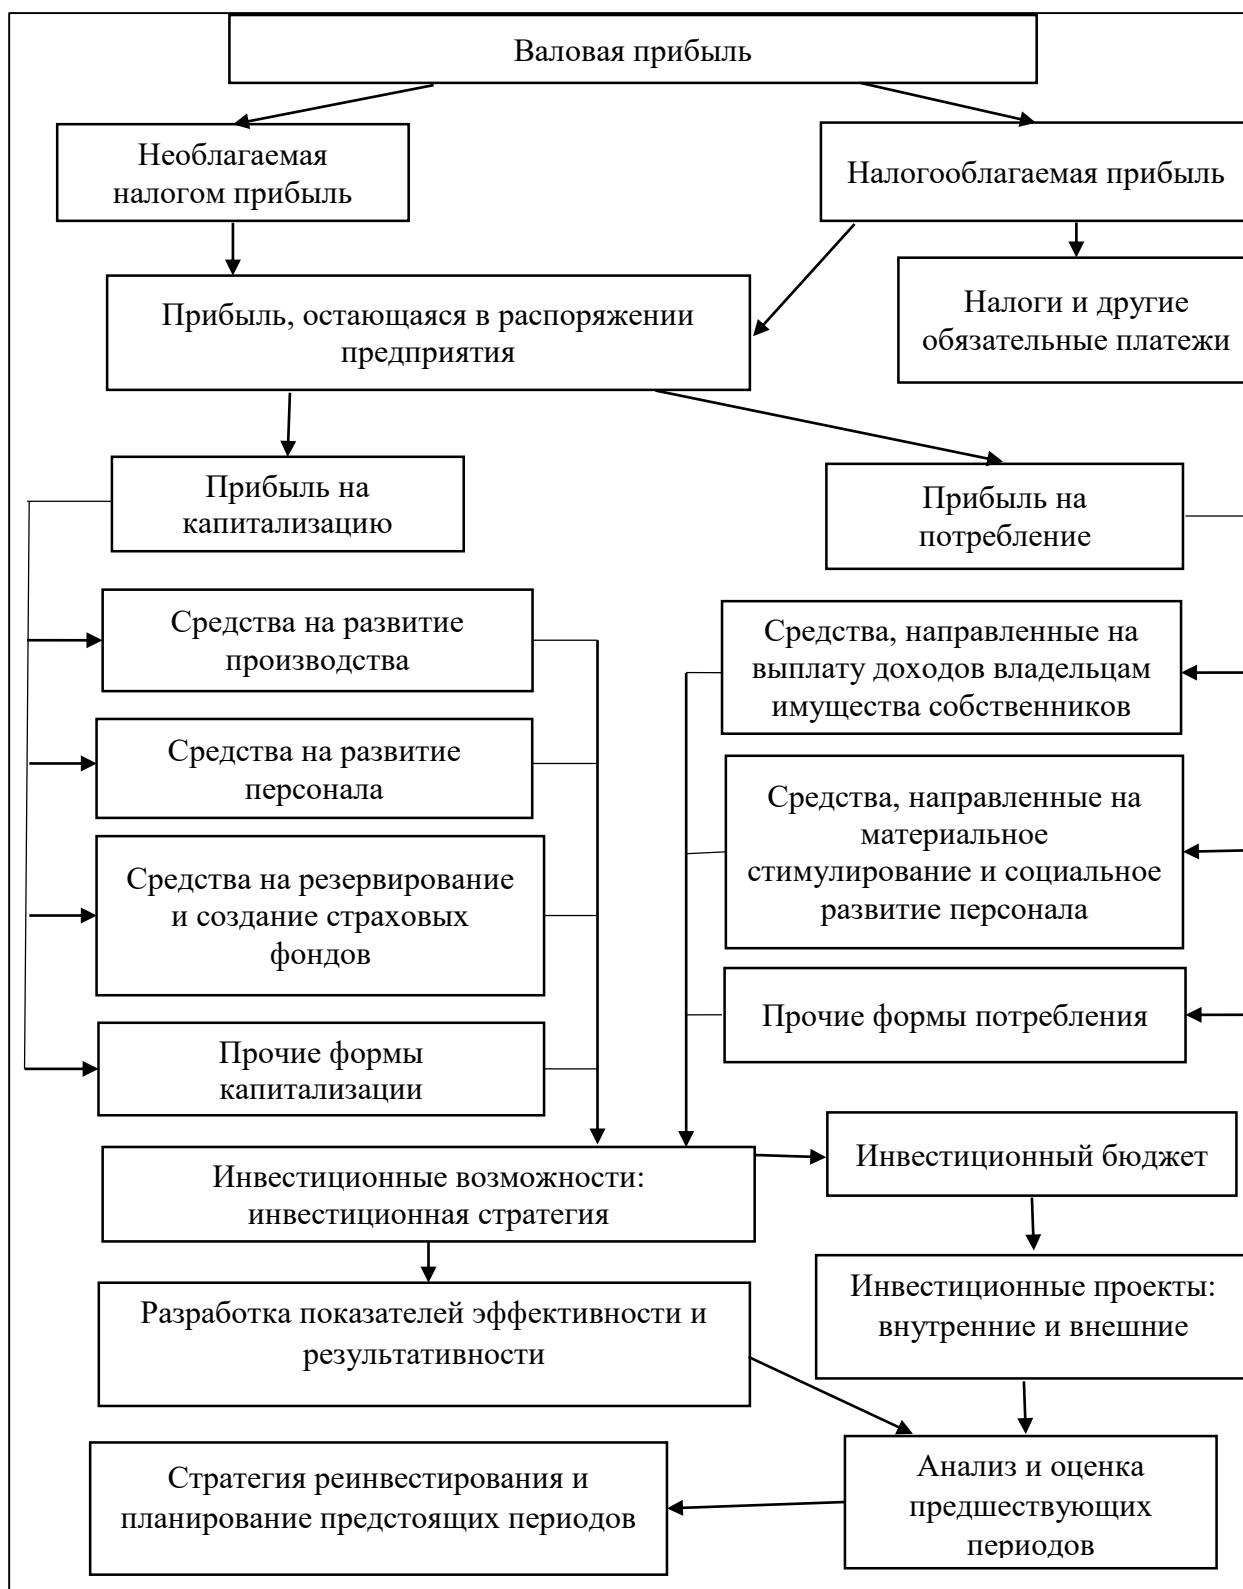 Валовая прибыль
Необлагаемая
налогом прибыль
Налогооблагаемая прибыль
Прибыль, остающаяся в распоряжении
предприятия
Налоги и другие
обязательные платежи
Прибыль на
капитализацию
Прибыль на
потребление
Средства на развитие
производства
Средства, направленные на
выплату доходов владельцам
имущества собственников
Средства на развитие
персонала
Средства, направленные на
материальное
стимулирование и социальное
развитие персонала
Средства на резервирование
и создание страховых
фондов
Прочие формы потребления
Прочие формы
капитализации
Инвестиционные возможности:
инвестиционная стратегия
Инвестиционный бюджет
Разработка показателей эффективности и
результативности
Инвестиционные проекты:
внутренние и внешние
Стратегия реинвестирования и
планирование предстоящих периодов
Анализ и оценка
предшествующих
периодов